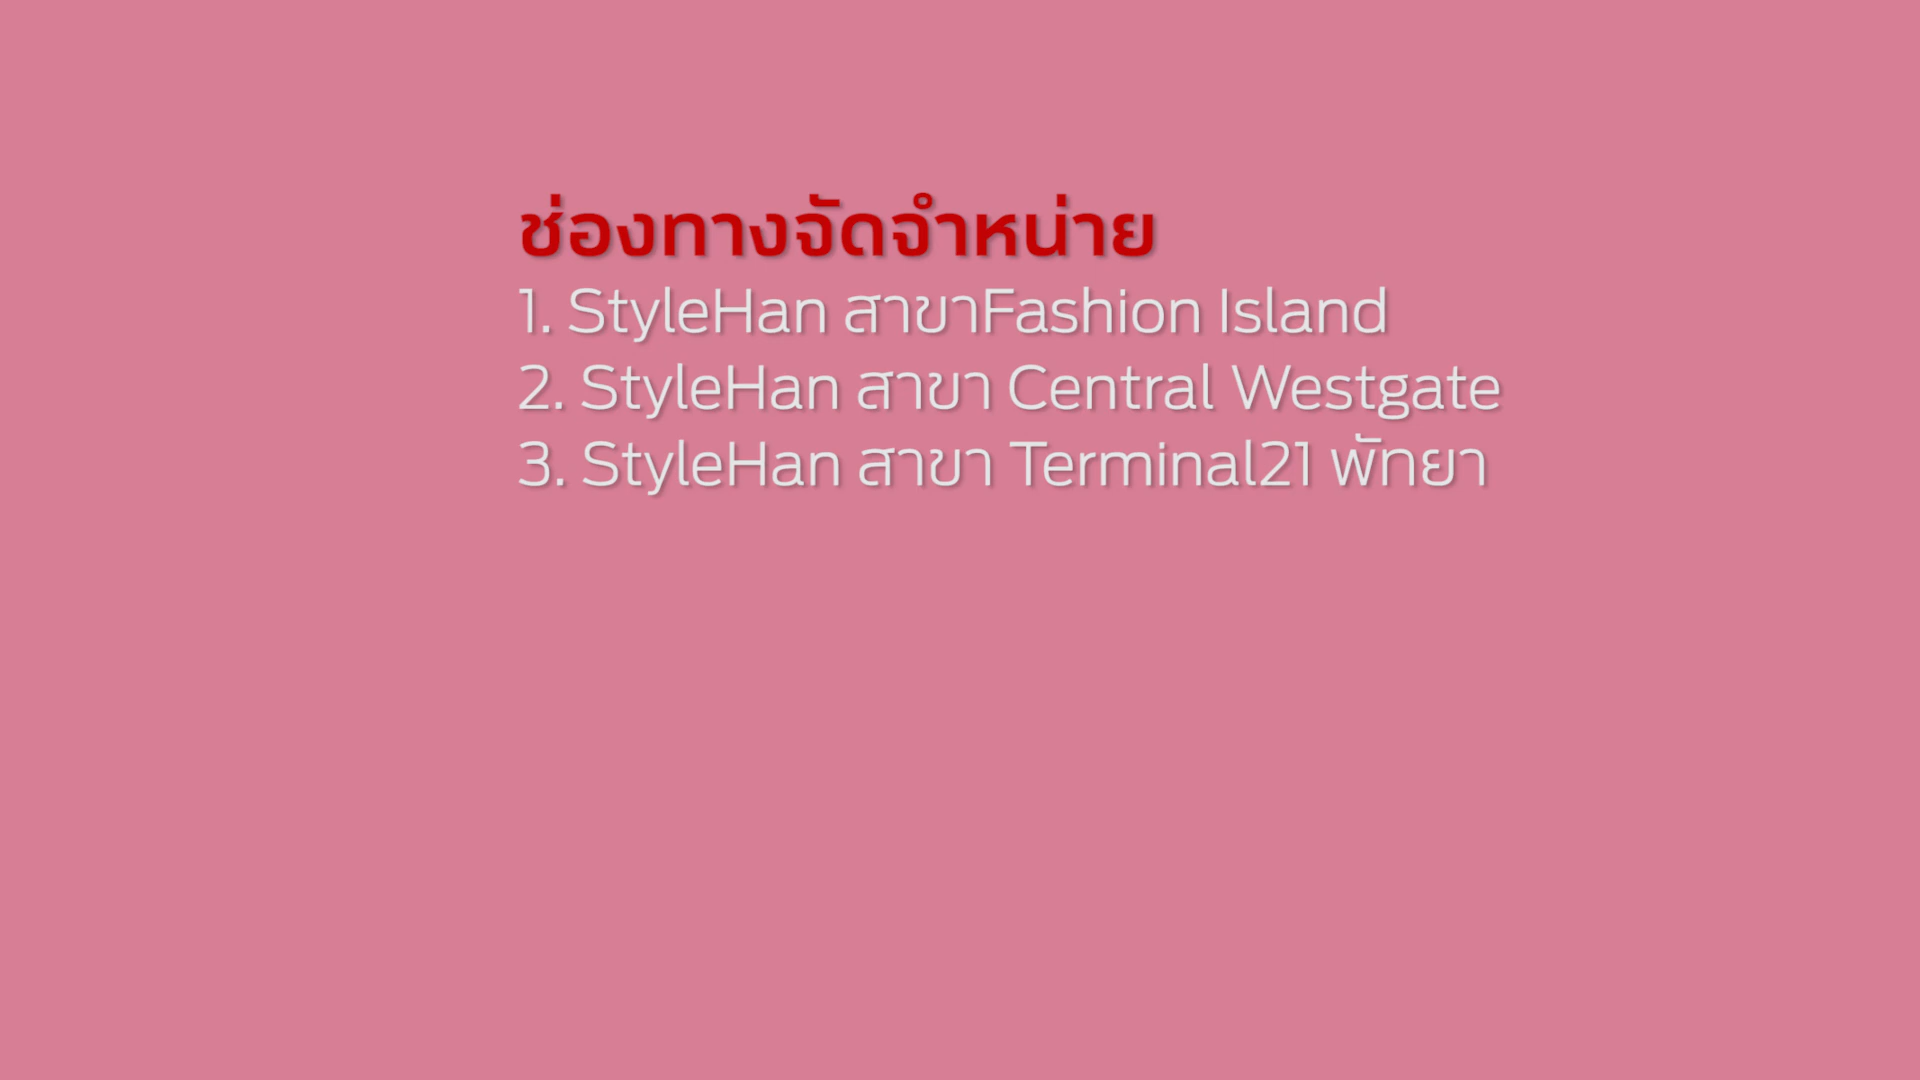 ช่องทางจัดจำหน่าย
1. StyleHan สาขาFashion Island
2. StyleHan สาขา Central Westgate
3. StyleHan สาขา Terminal21 พัทยา